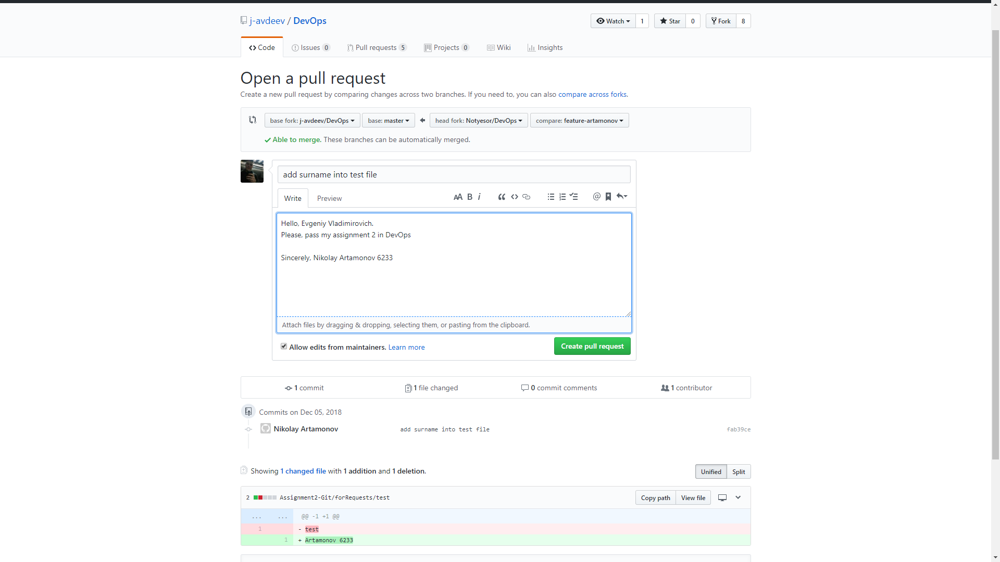 j-avdeev / DevOps
Watch 1 Star 0 Fork 8
Code Issues 0 Pull requests 5 Projects 0 Wiki Insights
Open a pull request
Create a new pull request by comparing changes across two branches. If you need to, you can also compare across forks.
base fork: j-avdeev/DevOps base: master head fork: Notyesor/DevOps compare: feature-artamonov
Able to merge. These branches can be automatically merged.
add surname into test file
Write Preview AA B i
Hello, Evgeniy Vladimirovich.
Please, pass my assignment 2 in DevOps
Sincerely, Nikolay Artamonov 6233
Attach files by dragging & dropping, selecting them, or pasting from the clipboard.
Allow edits from maintainers. Learn more Create pull request
1 commit 1 file changed 0 commit comments 1 contributor
Commits on Dec 05, 2018
Nikolay Artamonov add surname into test file fab39ce
Showing 1 changed file with 1 addition and 1 deletion. Unified Split
2 Assignment2-Git/forRequests/test Copy path View file
... ... @@ -1 +1 @@
1 - test
1 + Artamonov 6233